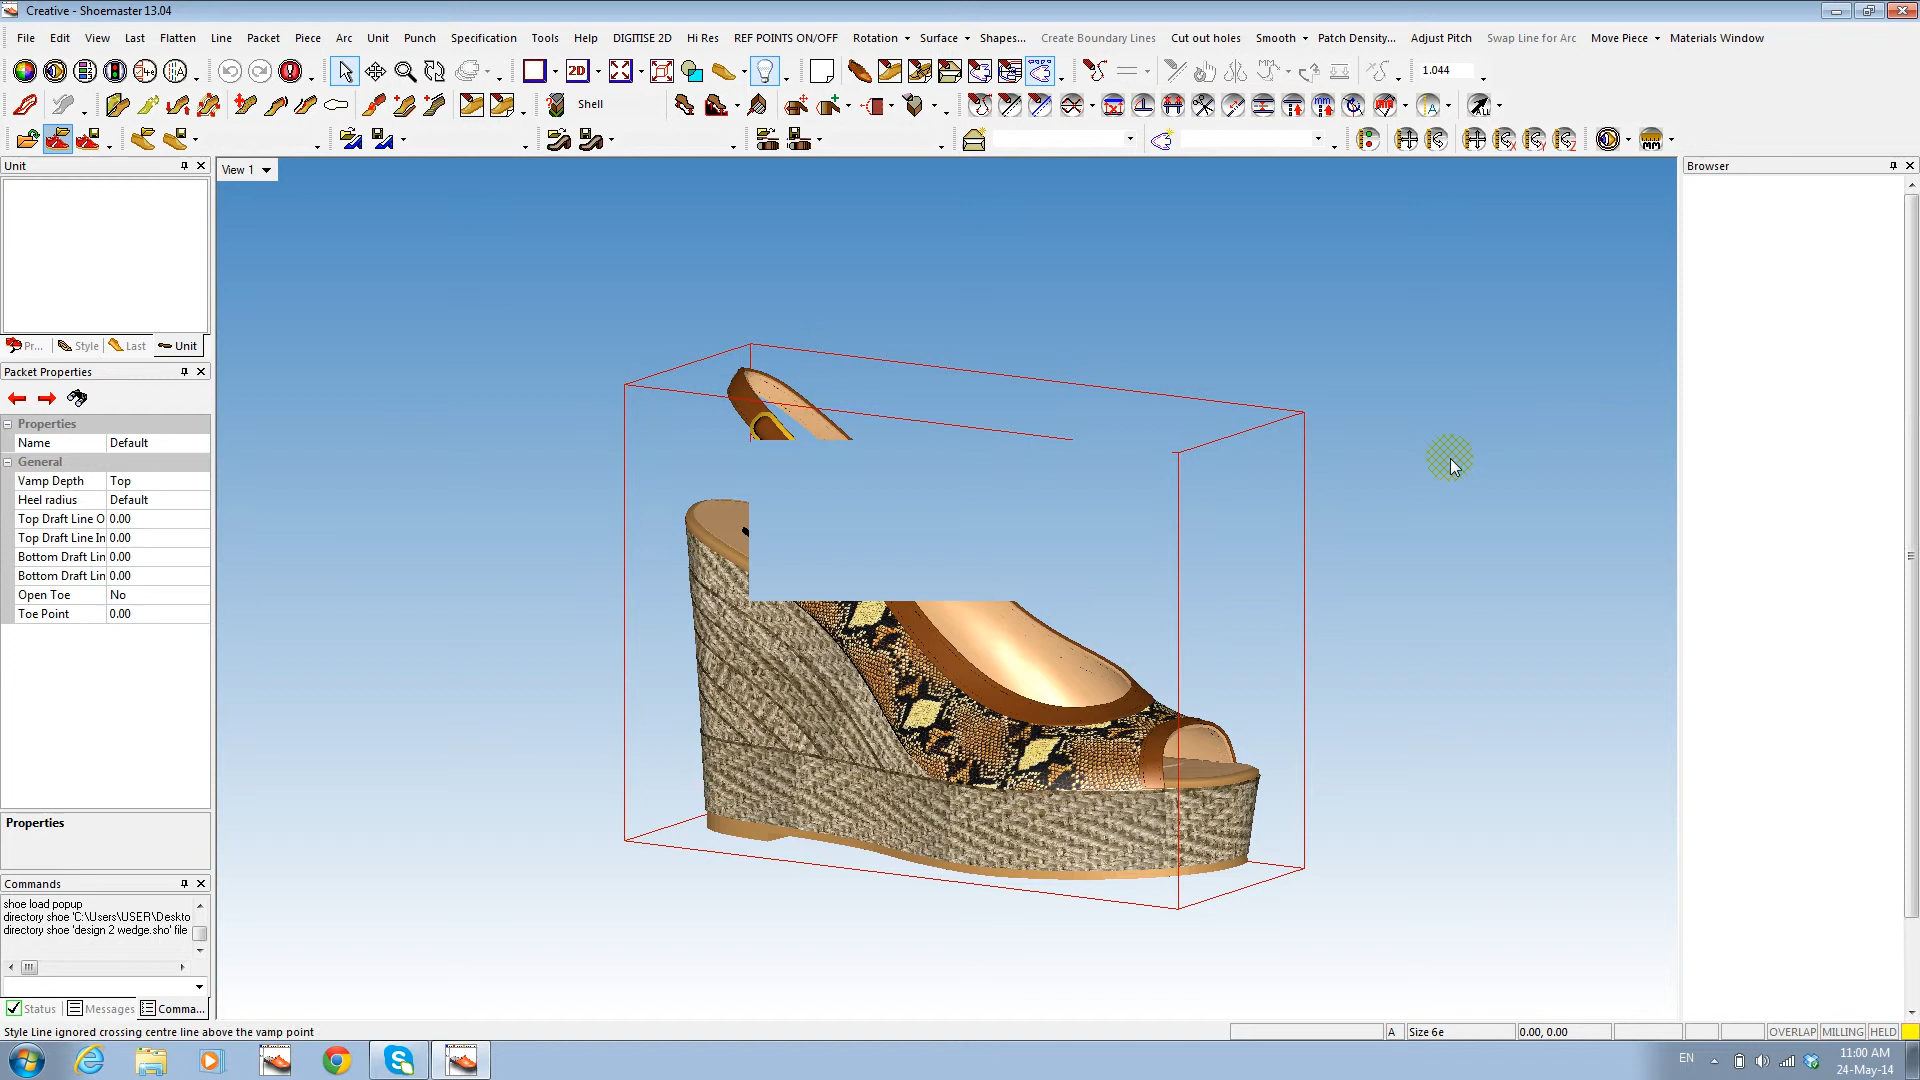 Creative - Shoemaster 13.04
File Edit View Last Flatten Line Packet Piece Arc Unit Punch Specification Tools Help DIGITISE 2D Hi Res REF POINTS ON/OFF Rotation Surface Shapes... Create Boundary Lines Cut out holes Smooth Patch Density... Adjust Pitch Swap Line for Arc Move Piece Materials Window
2D 1.044
Shell
Unit
View 1
Browser
Pr... Style Last Unit
Packet Properties
Properties
Name Default
General
Vamp Depth Top
Heel radius Default
Top Draft Line O 0.00
Top Draft Line In 0.00
Bottom Draft Lin 0.00
Bottom Draft Lin 0.00
Open Toe No
Toe Point 0.00
Properties
Commands
shoe load popup
directory shoe 'C:\Users\USER\Deskto
directory shoe 'design 2 wedge.sho' file
Status Messages Comma...
Style Line ignored crossing centre line above the vamp point
A Size 6e 0.00, 0.00 OVERLAP MILLING HELD
EN 11:00 AM
24-May-14